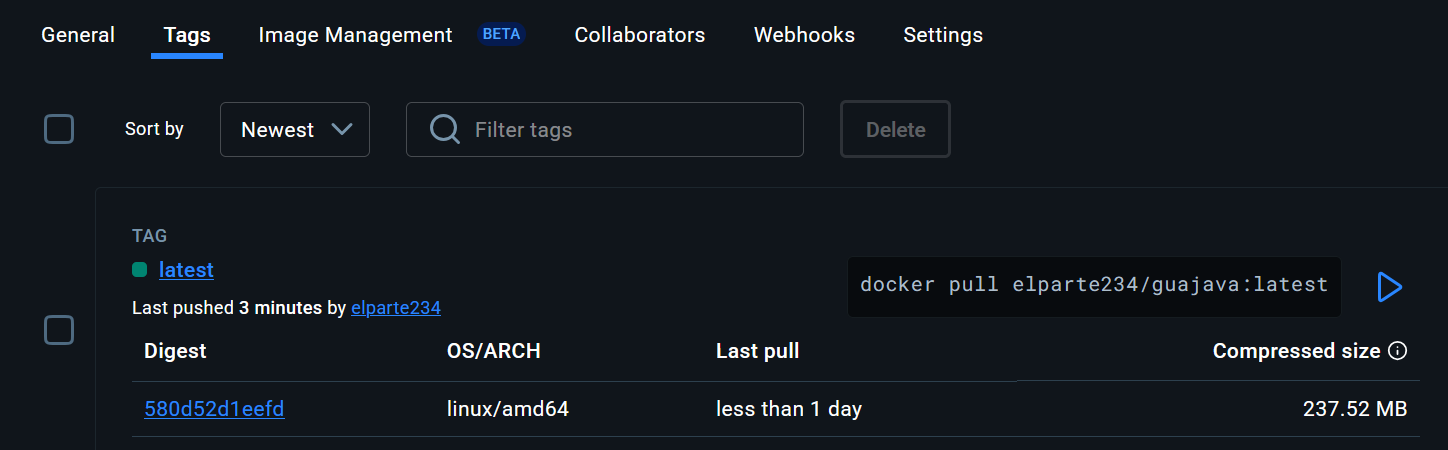 General Tags Image Management BETA Collaborators Webhooks Settings
Sort by Newest Filter tags Delete
TAG
latest
docker pull elparte234/guajava:latest
Last pushed 3 minutes by elparte234
Digest OS/ARCH Last pull Compressed size
580d52d1eefd linux/amd64 less than 1 day 237.52 MB